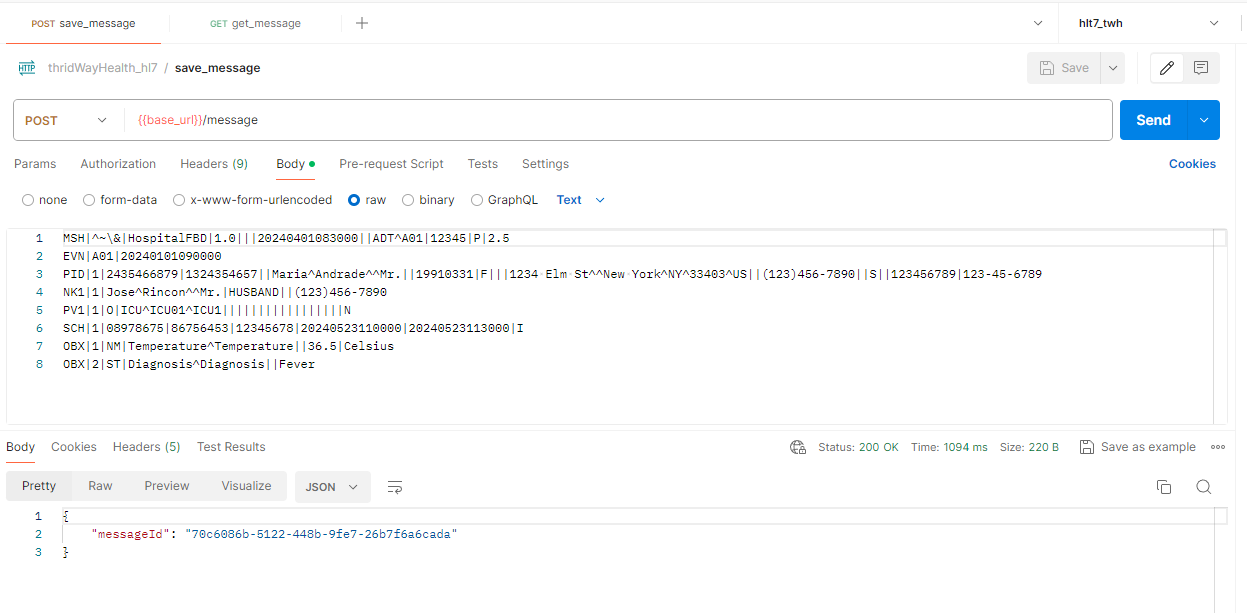 POST save_message GET get_message hlt7_twh
HTTP thridWayHealth_hl7 / save_message Save
POST {{base_url}}/message Send
Params Authorization Headers (9) Body Pre-request Script Tests Settings Cookies
none form-data x-www-form-urlencoded raw binary GraphQL Text
1 MSH|^~\&|HospitalFBD|1.0|||20240401083000||ADT^A01|12345|P|2.5
2 EVN|A01|20240101090000
3 PID|1|2435466879|1324354657||Maria^Andrade^^Mr.||19910331|F|||1234 Elm St^^New York^NY^33403^US||(123)456-7890||S||123456789|123-45-6789
4 NK1|1|Jose^Rincon^^Mr.|HUSBAND||(123)456-7890
5 PV1|1|O|ICU^ICU01^ICU1|||||||||||||||||N
6 SCH|1|08978675|86756453|12345678|20240523110000|20240523113000|I
7 OBX|1|NM|Temperature^Temperature||36.5|Celsius
8 OBX|2|ST|Diagnosis^Diagnosis||Fever
Body Cookies Headers (5) Test Results Status: 200 OK Time: 1094 ms Size: 220 B Save as example
Pretty Raw Preview Visualize JSON
1 {
2 "messageId": "70c6086b-5122-448b-9fe7-26b7f6a6cada"
3 }